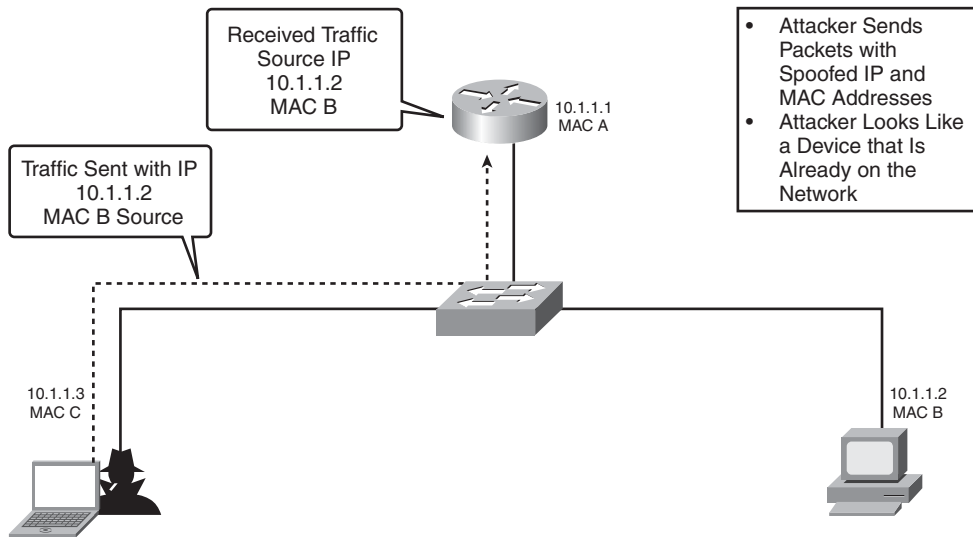 Received Traffic
Source IP
10.1.1.2
MAC B
10.1.1.1
MAC A
• Attacker Sends
Packets with
Spoofed IP and
MAC Addresses
• Attacker Looks Like
a Device that Is
Already on the
Network
Traffic Sent with IP
10.1.1.2
MAC B Source
10.1.1.3
MAC C
10.1.1.2
MAC B